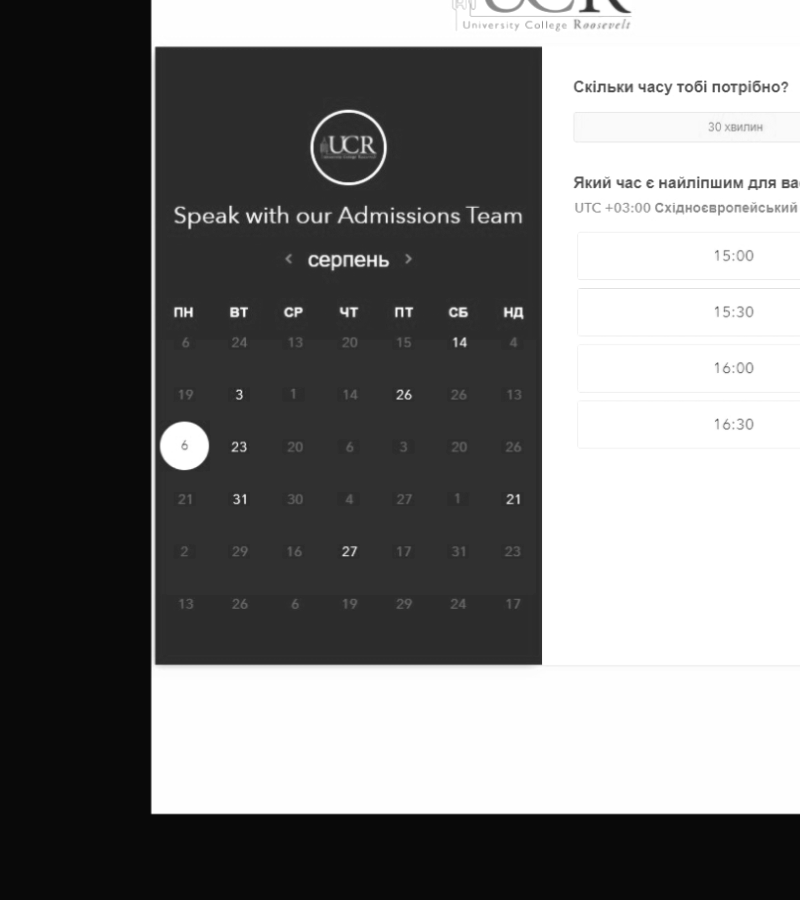 UCR
University College Roosevelt
UCR
Speak with our Admissions Team
< серпень >
ПН ВТ СР ЧТ ПТ СБ НД
6 24 13 20 15 14 4
19 3 1 14 26 26 13
6 23 20 6 3 20 26
21 31 30 4 27 1 21
2 29 16 27 17 31 23
13 26 6 19 29 24 17
Скільки часу тобі потрібно?
30 хвилин
Який час є найліпшим для
UTC +03:00 Східноєвропейський
15:00
15:30
16:00
16:30